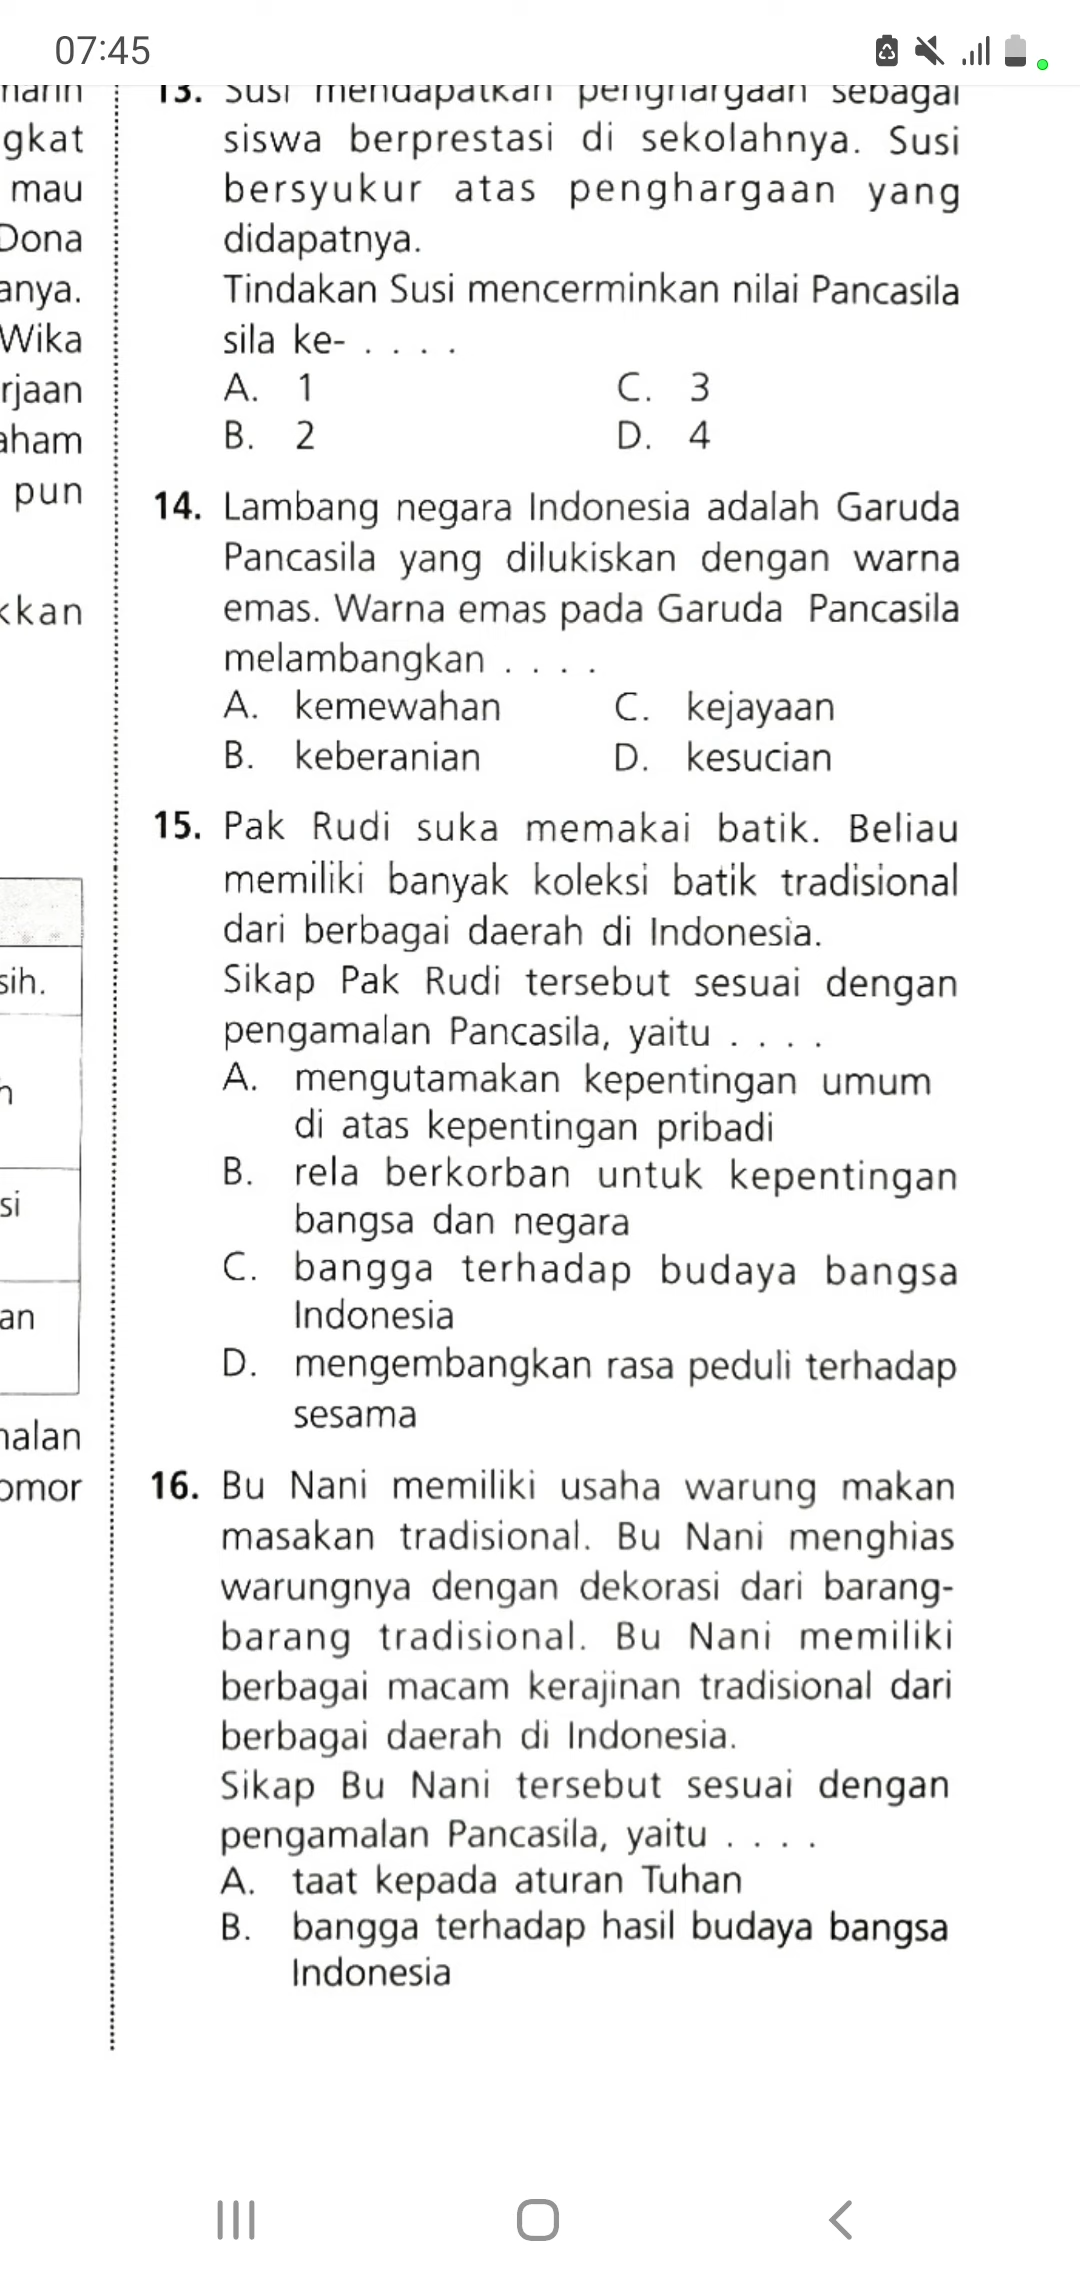 07:45
gkat
mau
Dona
anya.
Wika
rjaan
aham
pun
kkan
sih.
h
si
an
nalan
omor
13. Susi mendapatkan penghargaan sebagai
siswa berprestasi di sekolahnya. Susi
bersyukur atas penghargaan yang
didapatnya.
Tindakan Susi mencerminkan nilai Pancasila
sila ke- . . . .
A. 1
C. 3
B. 2
D. 4
14. Lambang negara Indonesia adalah Garuda
Pancasila yang dilukiskan dengan warna
emas. Warna emas pada Garuda Pancasila
melambangkan . . . .
A. kemewahan
C. kejayaan
B. keberanian
D. kesucian
15. Pak Rudi suka memakai batik. Beliau
memiliki banyak koleksi batik tradisional
dari berbagai daerah di Indonesia.
Sikap Pak Rudi tersebut sesuai dengan
pengamalan Pancasila, yaitu . . . .
A. mengutamakan kepentingan umum
di atas kepentingan pribadi
B. rela berkorban untuk kepentingan
bangsa dan negara
C. bangga terhadap budaya bangsa
Indonesia
D. mengembangkan rasa peduli terhadap
sesama
16. Bu Nani memiliki usaha warung makan
masakan tradisional. Bu Nani menghias
warungnya dengan dekorasi dari barang-
barang tradisional. Bu Nani memiliki
berbagai macam kerajinan tradisional dari
berbagai daerah di Indonesia.
Sikap Bu Nani tersebut sesuai dengan
pengamalan Pancasila, yaitu . . . .
A. taat kepada aturan Tuhan
B. bangga terhadap hasil budaya bangsa
Indonesia